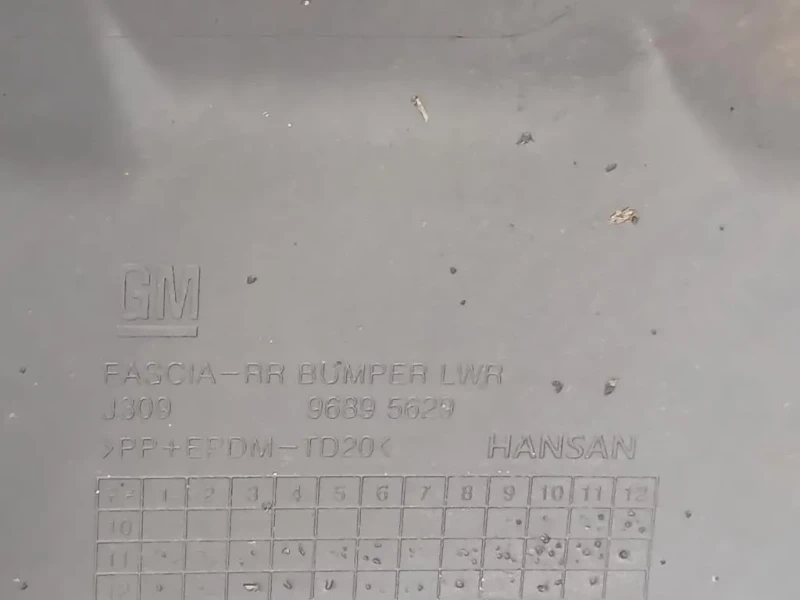 GM
FASCIA-RR BUMPER LWR
J309 9689 5629
>PP+EPDM-TD20< HANSAN
1 2 3 4 5 6 7 8 9 10 11 12
10
11
12